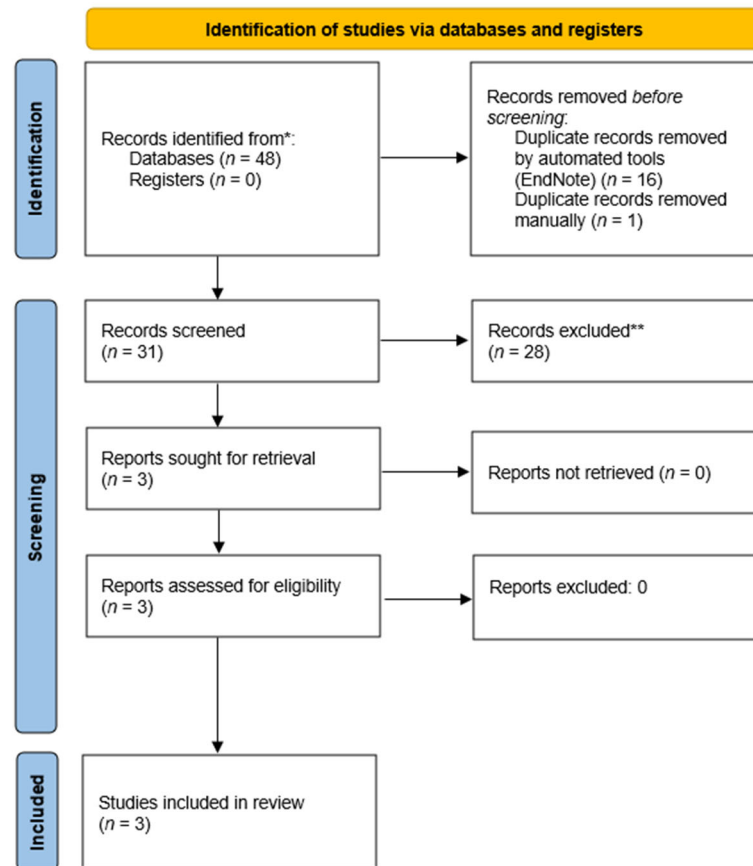 Identification of studies via databases and registers
Identification
Records identified from*:
Databases (n = 48)
Registers (n = 0)
Records removed before
screening:
Duplicate records removed
by automated tools
(EndNote) (n = 16)
Duplicate records removed
manually (n = 1)
Screening
Records screened
(n = 31)
Records excluded**
(n = 28)
Reports sought for retrieval
(n = 3)
Reports not retrieved (n = 0)
Reports assessed for eligibility
(n = 3)
Reports excluded: 0
Included
Studies included in review
(n = 3)